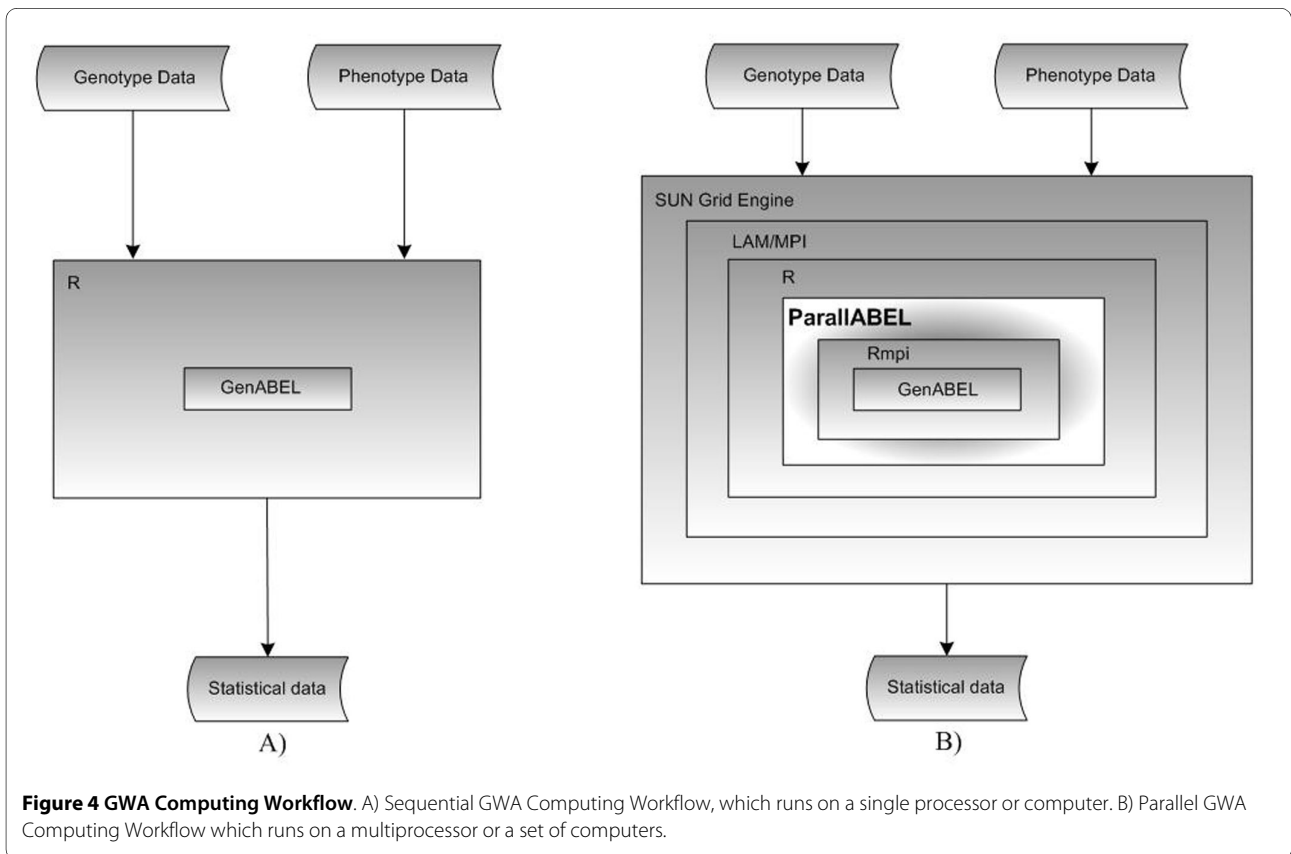 Genotype Data
Phenotype Data
R
GenABEL
Statistical data
A)
Genotype Data
Phenotype Data
SUN Grid Engine
LAM/MPI
R
ParallABEL
Rmpi
GenABEL
Statistical data
B)
Figure 4 GWA Computing Workflow. A) Sequential GWA Computing Workflow, which runs on a single processor or computer. B) Parallel GWA
Computing Workflow which runs on a multiprocessor or a set of computers.